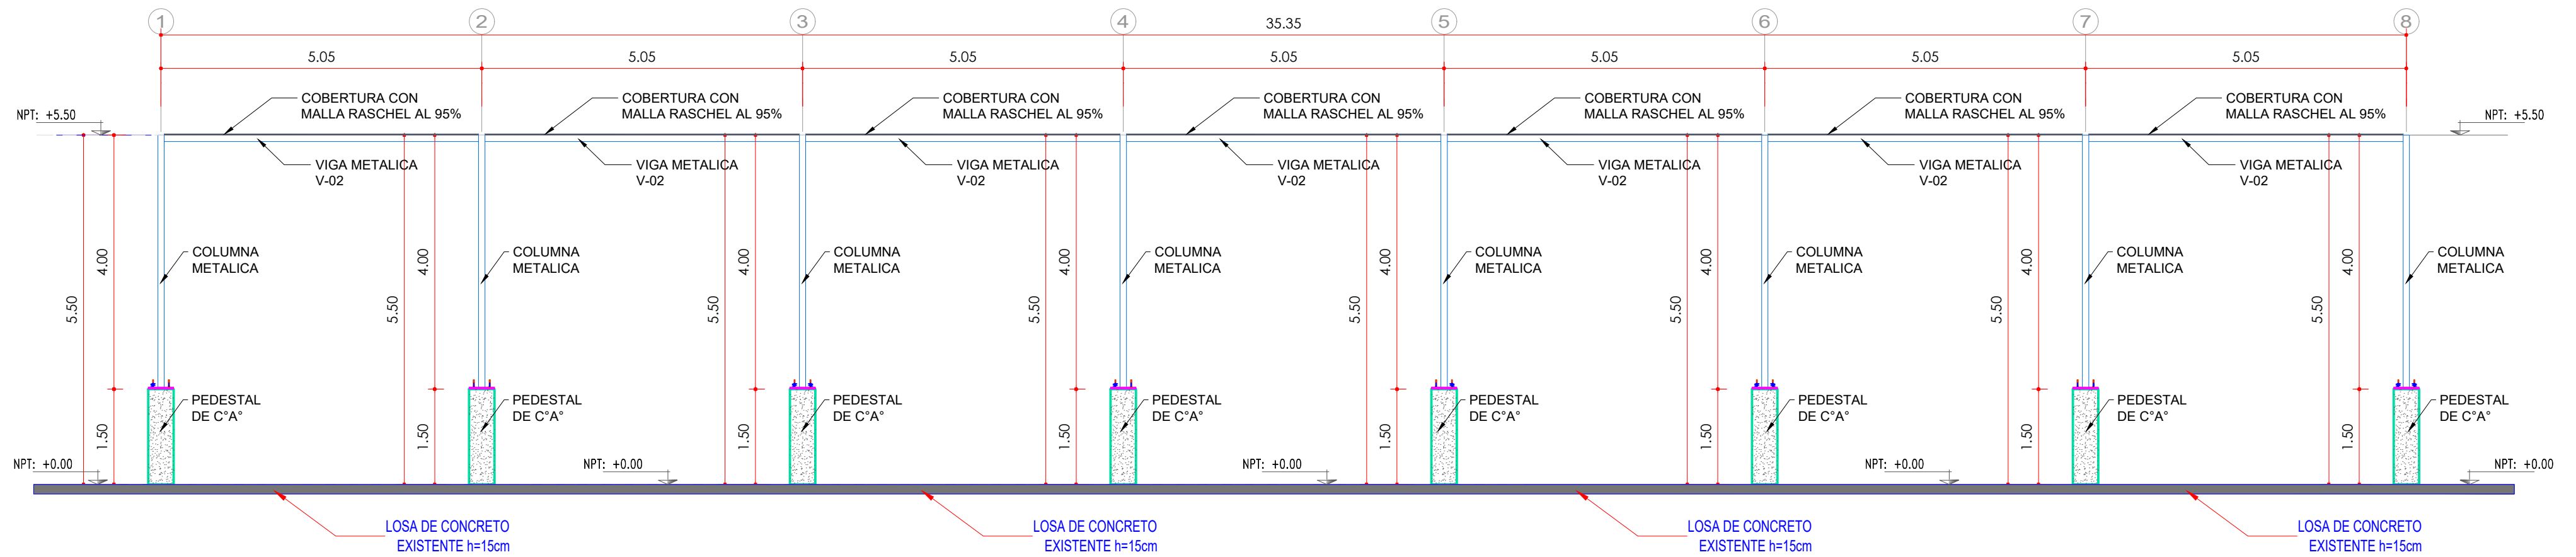 1 2 3 4 5 6 7 8
35.35
5.05 5.05 5.05 5.05 5.05 5.05 5.05
COBERTURA CON COBERTURA CON COBERTURA CON COBERTURA CON COBERTURA CON COBERTURA CON COBERTURA CON
MALLA RASCHEL AL 95% MALLA RASCHEL AL 95% MALLA RASCHEL AL 95% MALLA RASCHEL AL 95% MALLA RASCHEL AL 95% MALLA RASCHEL AL 95% MALLA RASCHEL AL 95%
NPT: +5.50 NPT: +5.50
VIGA METALICA VIGA METALICA VIGA METALICA VIGA METALICA VIGA METALICA VIGA METALICA VIGA METALICA
V-02 V-02 V-02 V-02 V-02 V-02 V-02
COLUMNA COLUMNA COLUMNA COLUMNA COLUMNA COLUMNA COLUMNA COLUMNA
METALICA METALICA METALICA METALICA METALICA METALICA METALICA METALICA
4.00 4.00 4.00 4.00 4.00 4.00 4.00 4.00
5.50 5.50 5.50 5.50 5.50 5.50 5.50 5.50
PEDESTAL PEDESTAL PEDESTAL PEDESTAL PEDESTAL PEDESTAL PEDESTAL PEDESTAL
DE C°A° DE C°A° DE C°A° DE C°A° DE C°A° DE C°A° DE C°A° DE C°A°
1.50 1.50 1.50 1.50 1.50 1.50 1.50 1.50
NPT: +0.00 NPT: +0.00 NPT: +0.00 NPT: +0.00 NPT: +0.00
LOSA DE CONCRETO LOSA DE CONCRETO LOSA DE CONCRETO LOSA DE CONCRETO
EXISTENTE h=15cm EXISTENTE h=15cm EXISTENTE h=15cm EXISTENTE h=15cm